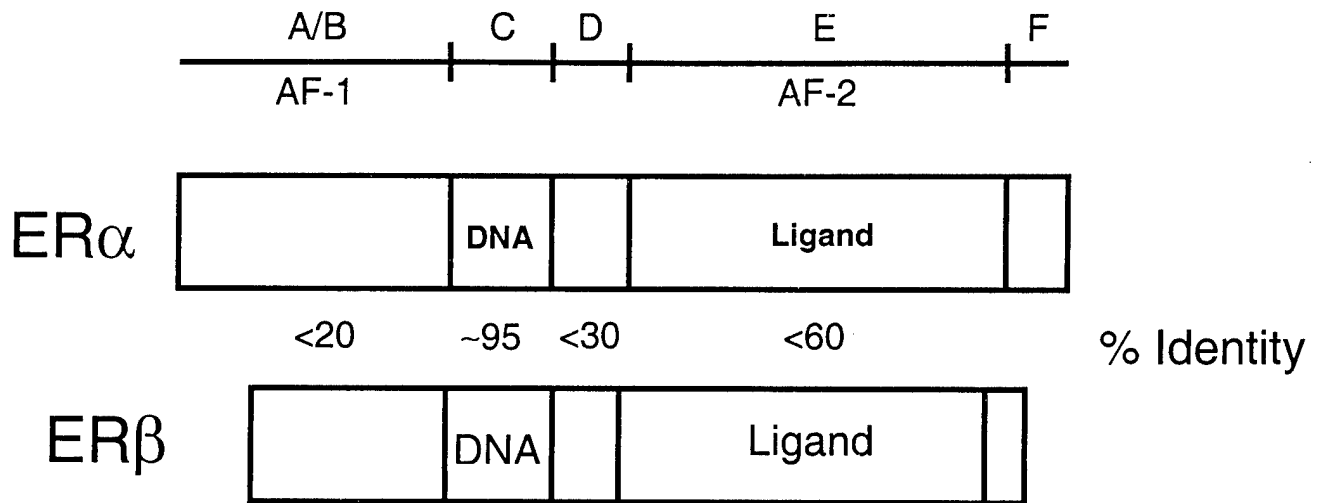 A/B C D E F
AF-1 AF-2
ERα DNA Ligand
<20 ~95 <30 <60 % Identity
ERβ DNA Ligand